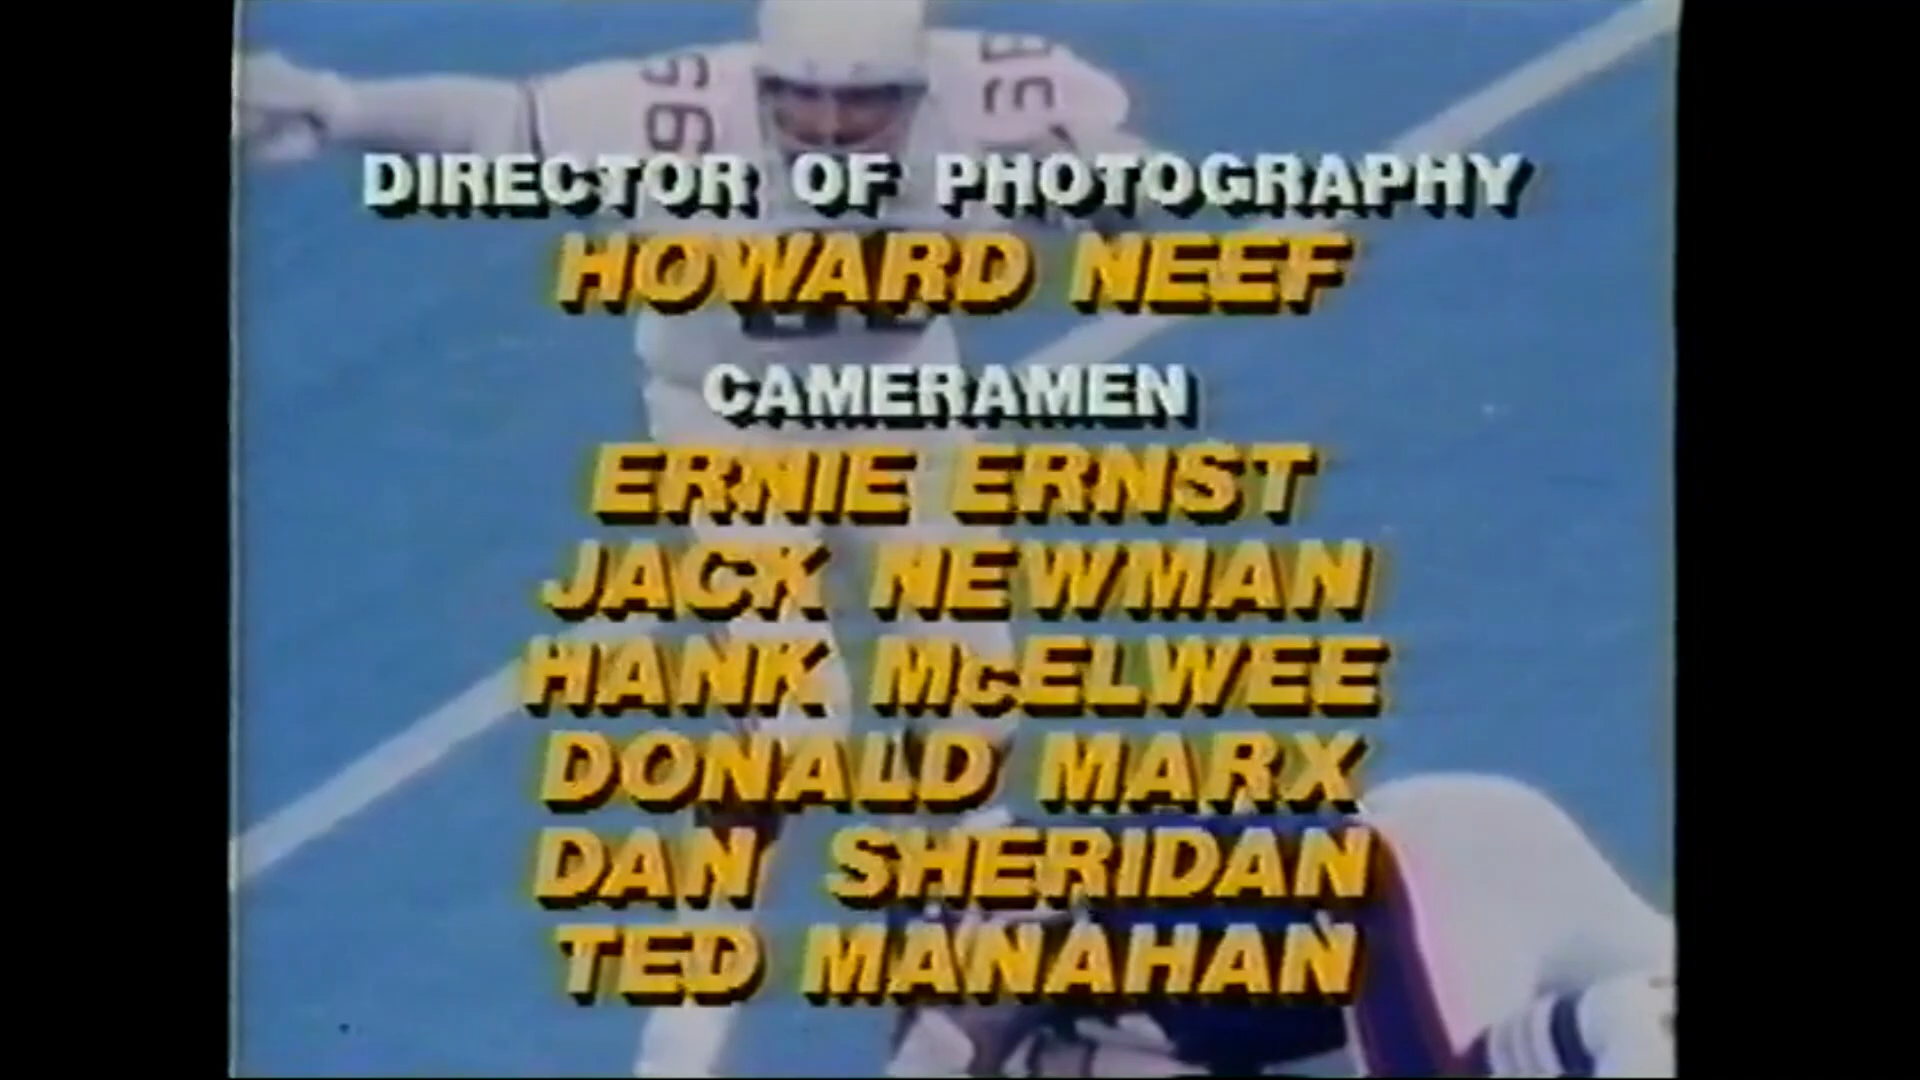 DIRECTOR OF PHOTOGRAPHY
HOWARD NEEF
CAMERAMEN
ERNIE ERNST
JACK NEWMAN
HANK McELWEE
DONALD MARX
DAN SHERIDAN
TED MANAHAN